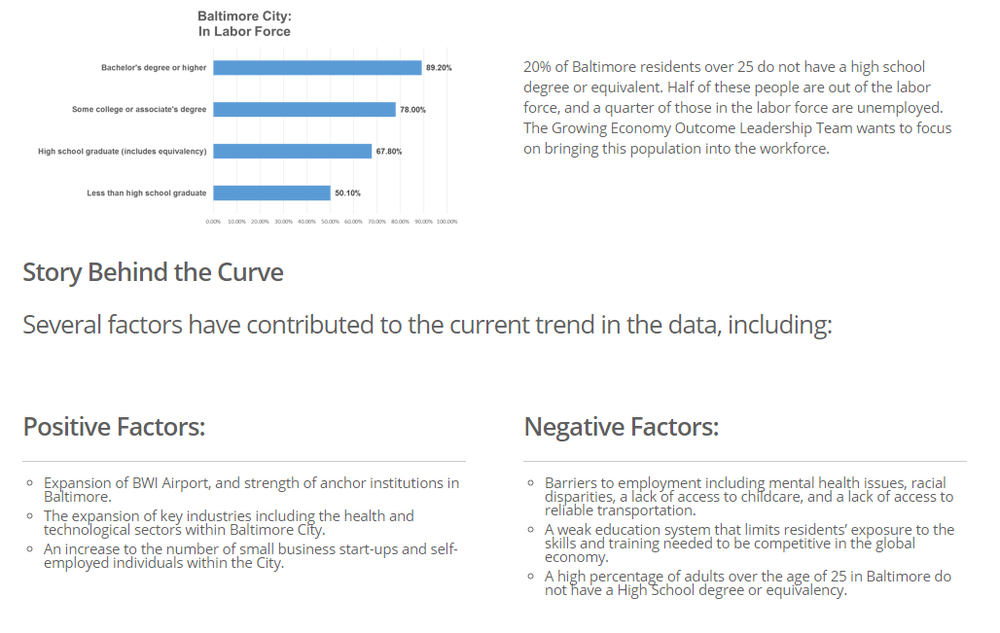 Baltimore City:
In Labor Force
Bachelor's degree or higher 89.20%
Some college or associate's degree 78.00%
High school graduate (includes equivalency) 67.80%
Less than high school graduate 50.10%
0.00% 10.00% 20.00% 30.00% 40.00% 50.00% 60.00% 70.00% 80.00% 90.00% 100.00%
20% of Baltimore residents over 25 do not have a high school
degree or equivalent. Half of these people are out of the labor
force, and a quarter of those in the labor force are unemployed.
The Growing Economy Outcome Leadership Team wants to focus
on bringing this population into the workforce.
Story Behind the Curve
Several factors have contributed to the current trend in the data, including:
Positive Factors:
Expansion of BWI Airport, and strength of anchor institutions in
Baltimore.
The expansion of key industries including the health and
technological sectors within Baltimore City.
An increase to the number of small business start-ups and self-
employed individuals within the City.
Negative Factors:
Barriers to employment including mental health issues, racial
disparities, a lack of access to childcare, and a lack of access to
reliable transportation.
A weak education system that limits residents’ exposure to the
skills and training needed to be competitive in the global
economy.
A high percentage of adults over the age of 25 in Baltimore do
not have a High School degree or equivalency.